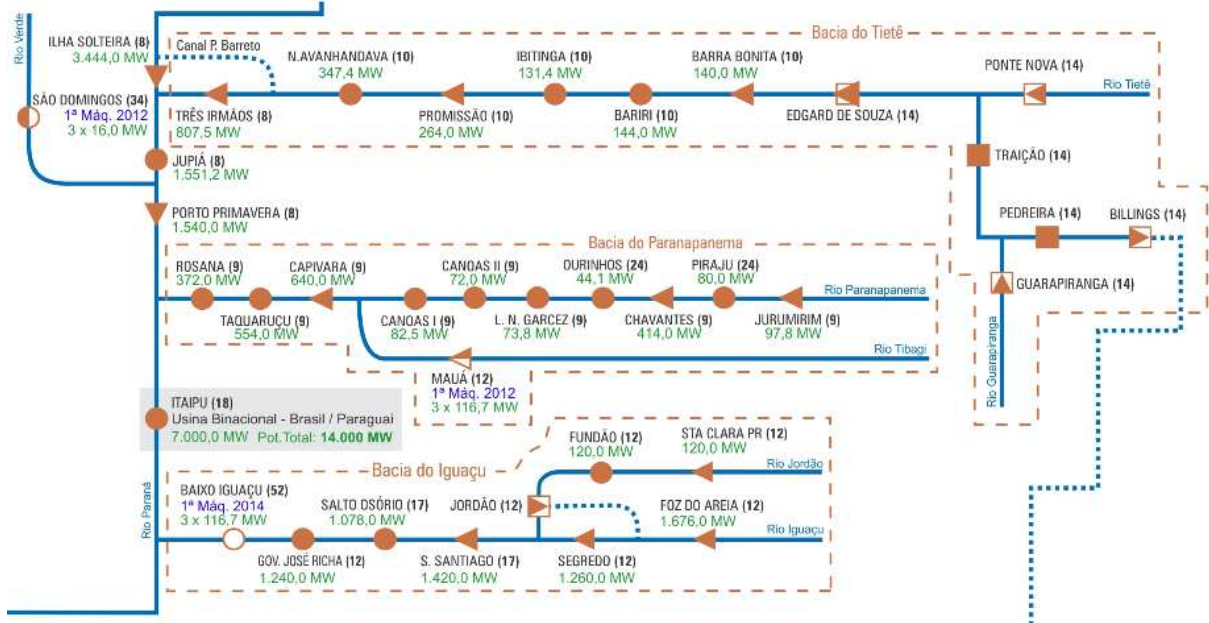 Rio Verde
ILHA SOLTEIRA (8)
3.444,0 MW
Canal P. Barreto
Bacia do Tietê
N.AVANHANDAVA (10)
347,4 MW
IBITINGA (10)
131,4 MW
BARRA BONITA (10)
140,0 MW
PONTE NOVA (14)
Rio Tietê
SÃO DOMINGOS (34)
1ª Máq. 2012
3 x 16,0 MW
TRÊS IRMÃOS (8)
807,5 MW
PROMISSÃO (10)
264,0 MW
BARIRI (10)
144,0 MW
EDGARD DE SOUZA (14)
JUPIÁ (8)
1.551,2 MW
TRAIÇÃO (14)
PORTO PRIMAVERA (8)
1.540,0 MW
PEDREIRA (14)
BILLINGS (14)
Bacia do Paranapanema
ROSANA (9)
372,0 MW
CAPIVARA (9)
640,0 MW
CANOAS II (9)
72,0 MW
OURINHOS (24)
44,1 MW
PIRAJU (24)
80,0 MW
Rio Paranapanema
GUARAPIRANGA (14)
TAQUARUÇU (9)
554,0 MW
CANOAS I (9)
82,5 MW
L. N. GARCEZ (9)
73,8 MW
CHAVANTES (9)
414,0 MW
JURUMIRIM (9)
97,8 MW
Rio Tibagi
Rio Guarapiranga
MAUÁ (12)
1ª Máq. 2012
3 x 116,7 MW
ITAIPU (18)
Usina Binacional - Brasil / Paraguai
7.000,0 MW Pot.Total: 14.000 MW
FUNDÃO (12)
120,0 MW
STA CLARA PR (12)
120,0 MW
Rio Jordão
Bacia do Iguaçu
Rio Paraná
BAIXO IGUAÇU (52)
1ª Máq. 2014
3 x 116,7 MW
SALTO OSÓRIO (17)
1.078,0 MW
JORDÃO (12)
FOZ DO AREIA (12)
1.676,0 MW
Rio Iguaçu
GOV. JOSÉ RICHA (12)
1.240,0 MW
S. SANTIAGO (17)
1.420,0 MW
SEGREDO (12)
1.260,0 MW